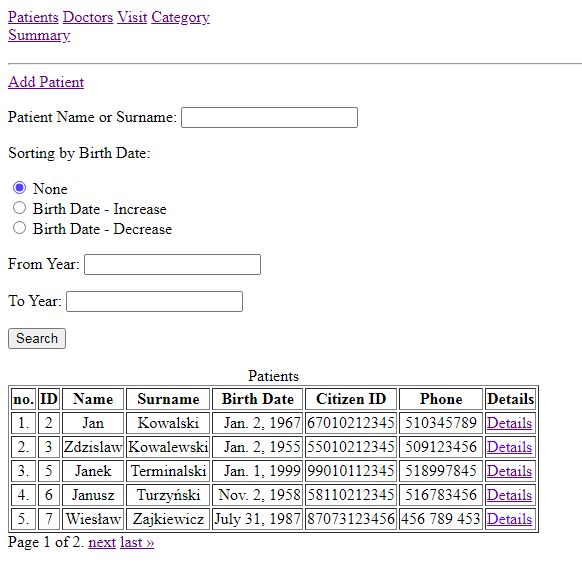 Patients Doctors Visit Category
Summary
Add Patient
Patient Name or Surname:
Sorting by Birth Date:
None
Birth Date - Increase
Birth Date - Decrease
From Year:
To Year:
Search
Patients
no. ID Name Surname Birth Date Citizen ID Phone Details
1. 2 Jan Kowalski Jan. 2, 1967 67010212345 510345789 Details
2. 3 Zdzislaw Kowalewski Jan. 2, 1955 55010212345 509123456 Details
3. 5 Janek Terminalski Jan. 1, 1999 99010112345 518997845 Details
4. 6 Janusz Turzyński Nov. 2, 1958 58110212345 516783456 Details
5. 7 Wiesław Zajkiewicz July 31, 1987 87073123456 456 789 453 Details
Page 1 of 2. next last »